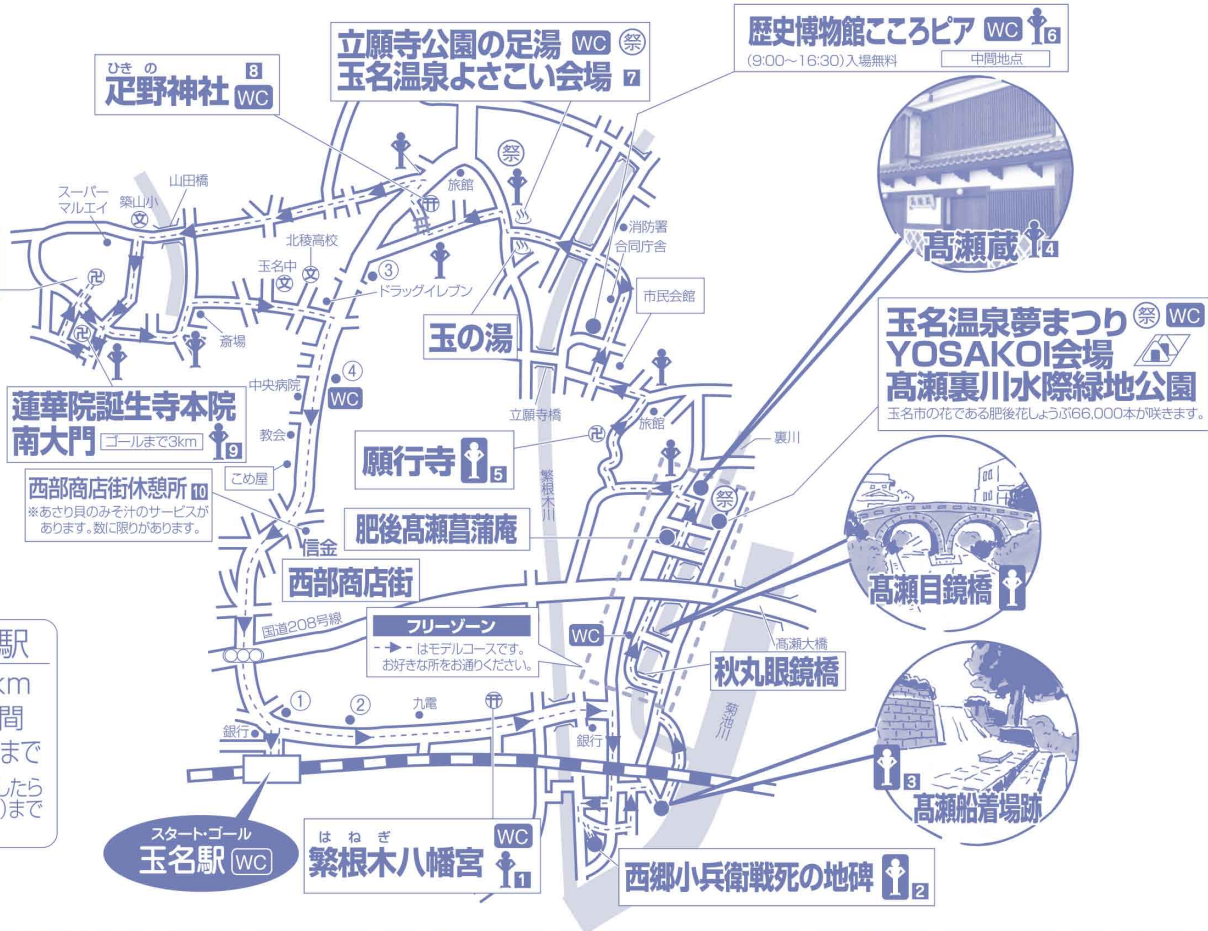 立願寺公園の足湯 WC 祭
玉名温泉よさこい会場 7
歴史博物館こころピア WC 6
(9:00〜16:30)入場無料 中間地点
ひきの 8
疋野神社 WC
祭
旅館
山田橋
スーパー
マルエイ
築山小
文
北稜高校
文
玉名中
文
③
ドラッグイレブン
消防署
合同庁舎
市民会館
髙瀬蔵 4
玉の湯
斎場
玉名温泉夢まつり 祭 WC
YOSAKOI会場
髙瀬裏川水際緑地公園
玉名市の花である肥後花しょうぶ66,000本が咲きます。
蓮華院誕生寺本院
南大門 ゴールまで3km 9
中央病院
④
WC
教会
こめ屋
立願寺橋
旅館
裏川
願行寺 5
繁根木川
祭
西部商店街休憩所 10
※あさり貝のみそ汁のサービスが
あります。数に限りがあります。
信金
肥後髙瀬菖蒲庵
西部商店街
髙瀬目鏡橋
国道208号線
フリーゾーン
はモデルコースです。
お好きな所をお通りください。
WC
髙瀬大橋
秋丸眼鏡橋
菊池川
駅
km
間
まで
したら
)まで
①
②
九電
銀行
銀行
3
髙瀬船着場跡
スタート・ゴール
玉名駅 WC
はねぎ WC
繁根木八幡宮 1
西郷小兵衛戦死の地碑 2